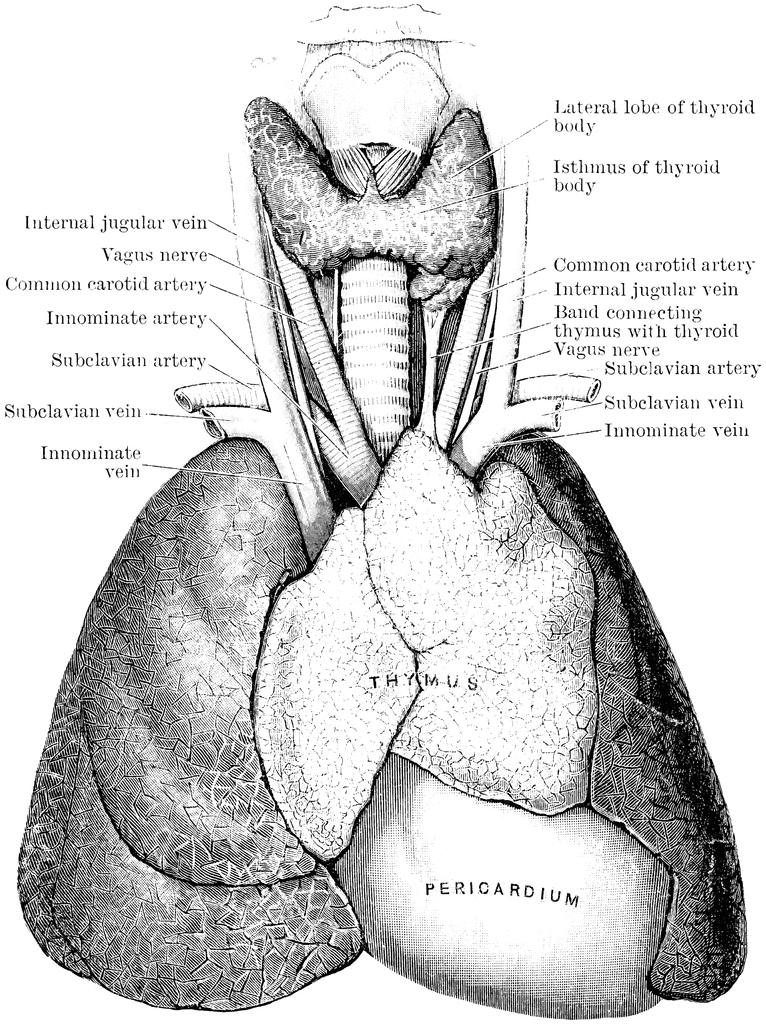 Lateral lobe of thyroid
body
Isthmus of thyroid
body
Internal jugular vein
Vagus nerve
Common carotid artery
Innominate artery
Subclavian artery
Subclavian vein
Innominate
vein
Common carotid artery
Internal jugular vein
Band connecting
thymus with thyroid
Vagus nerve
Subclavian artery
Subclavian vein
Innominate vein
THYMUS
PERICARDIUM